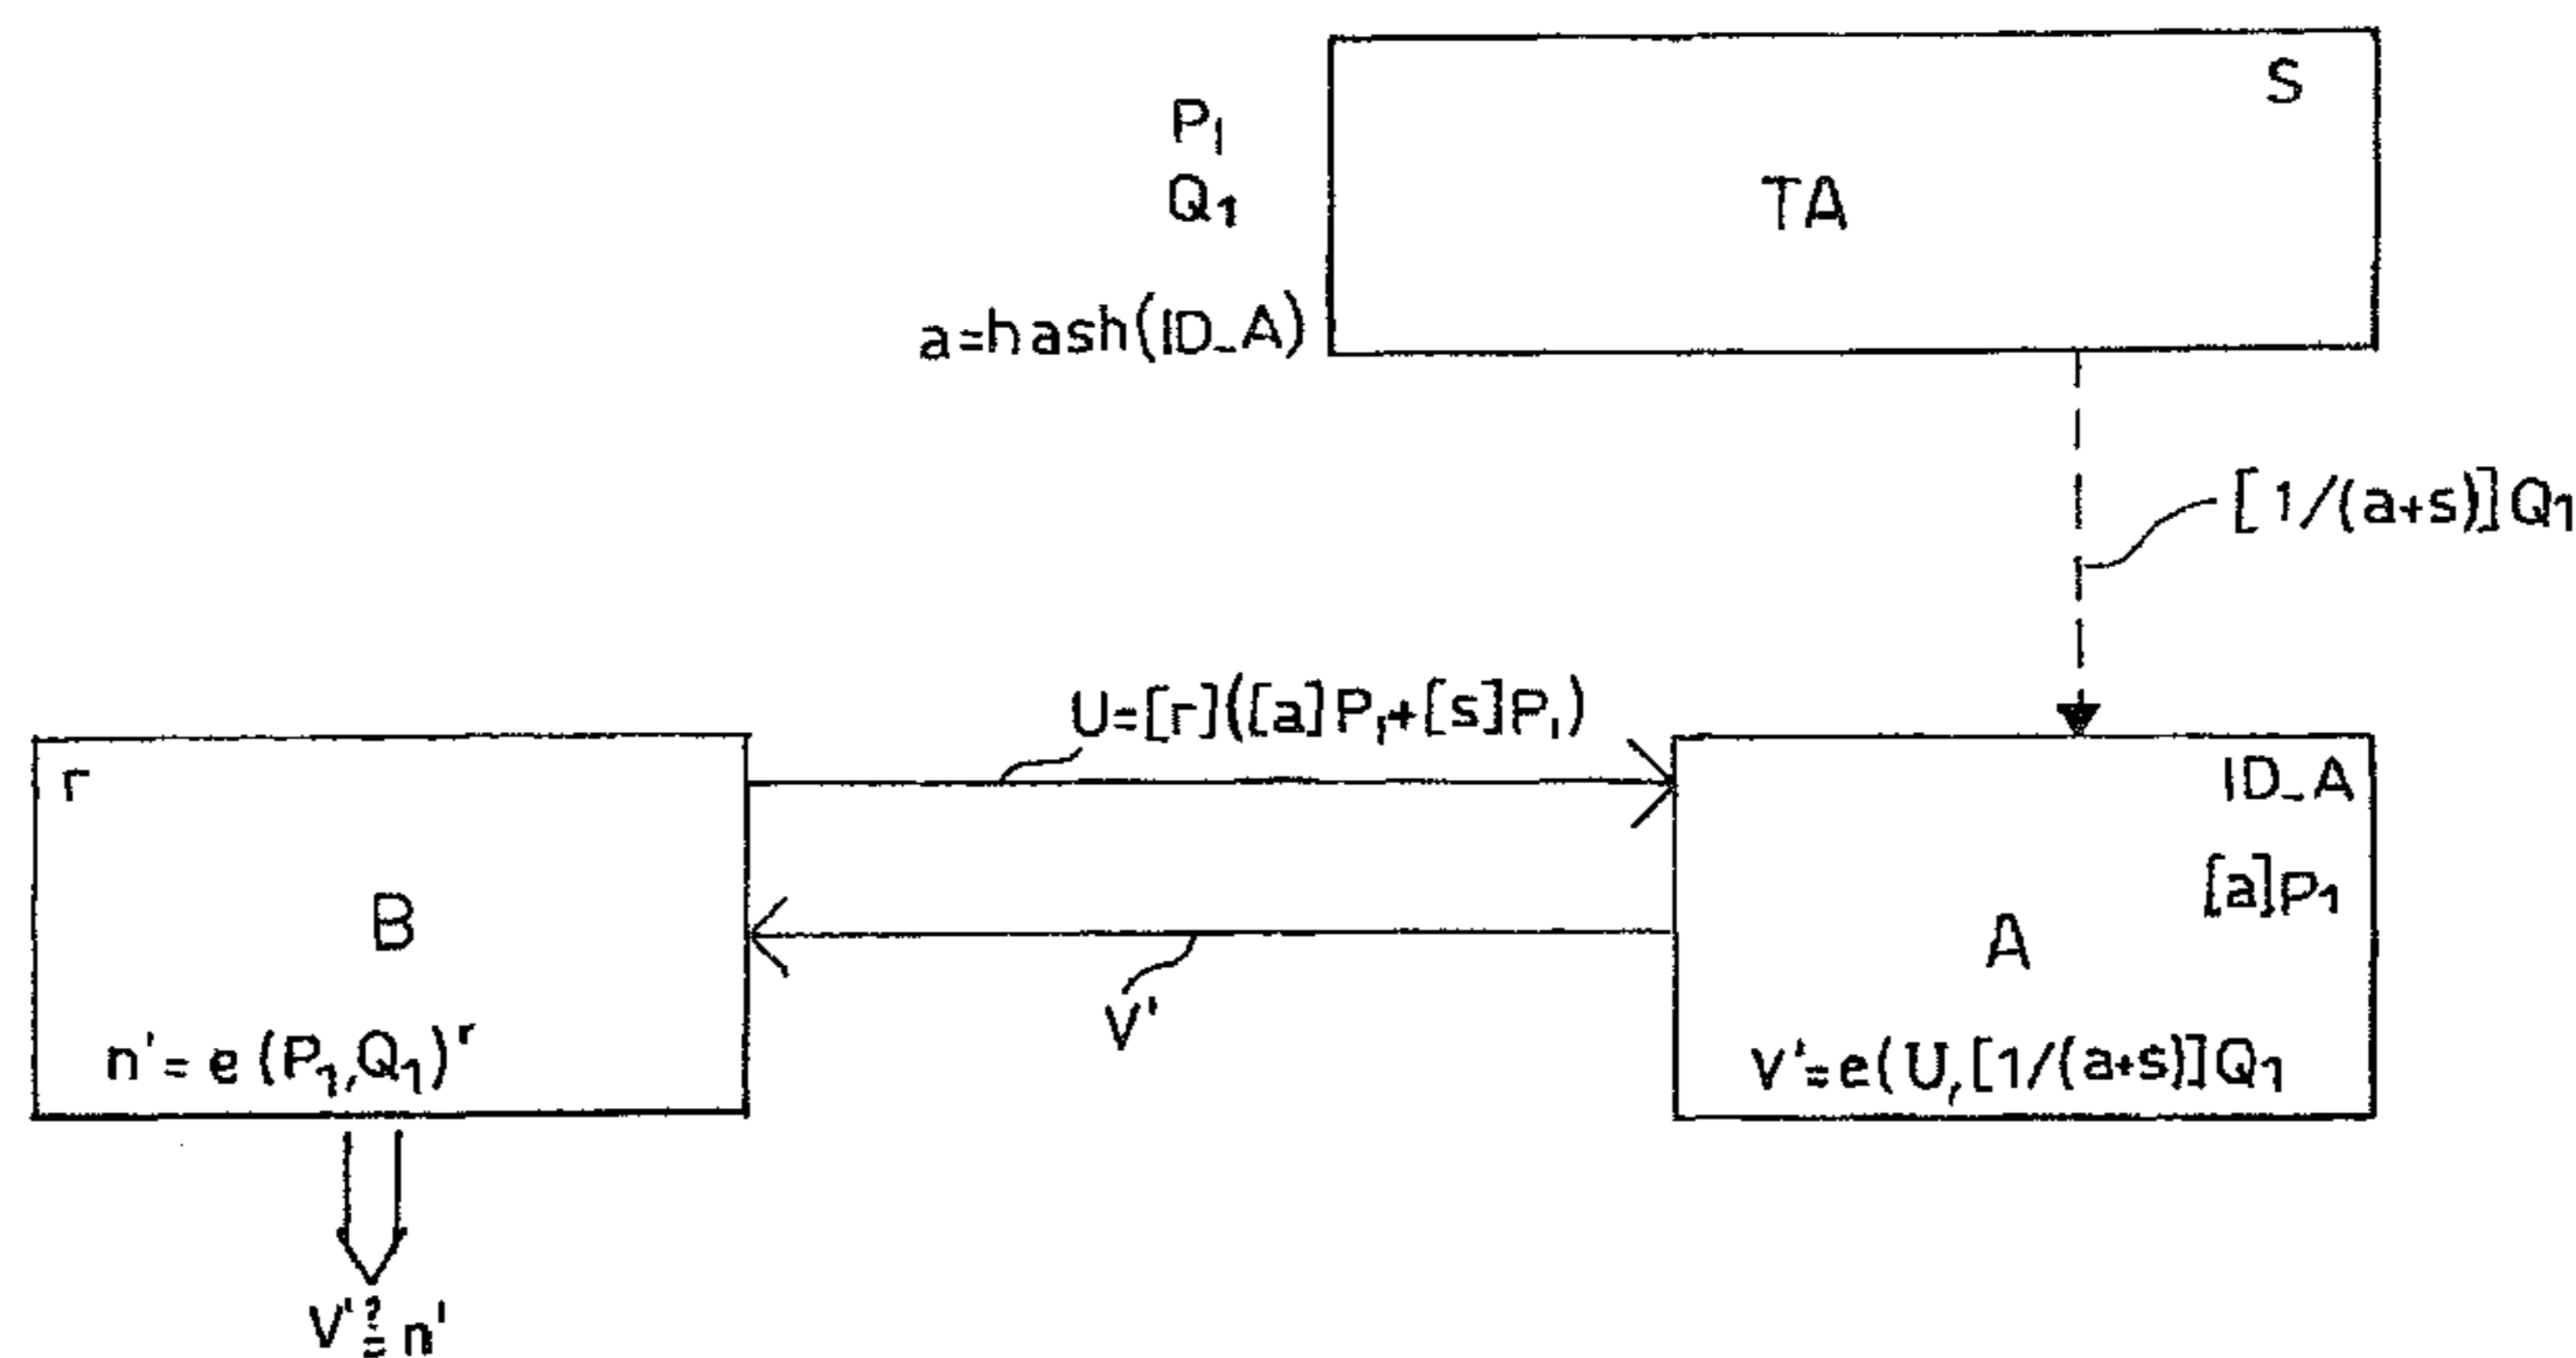 S
P₁
Q₁
TA
a=hash(ID_A)
[1/(a+s)]Q₁
U=[r]([a]P₁+[s]P₁)
r
ID_A
[a]P₁
B
A
V'
n'=e(P₁,Q₁)ʳ
V'=e(U,[1/(a+s)]Q₁
V'≟n'